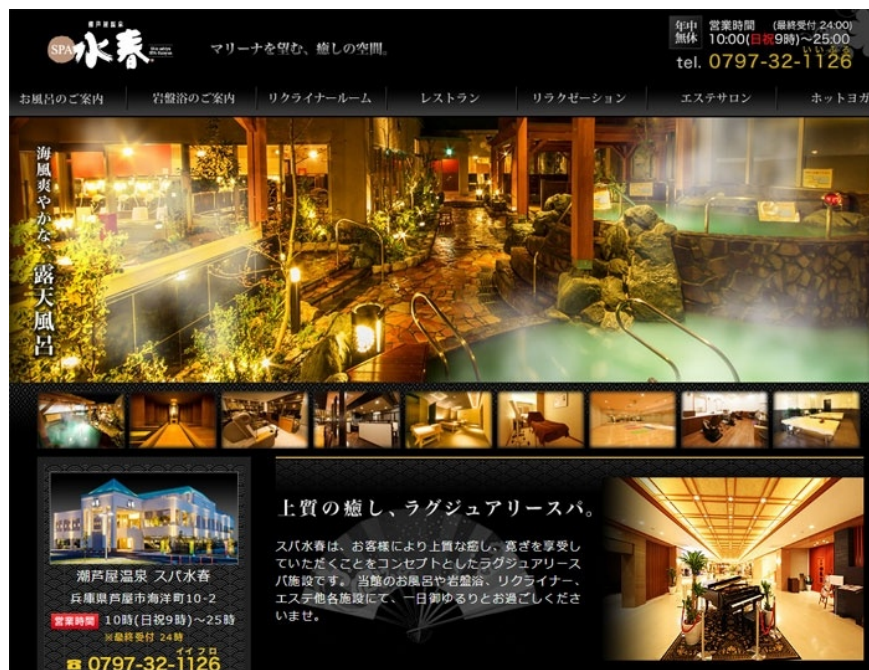 潮芦屋温泉
SPA 水春
マリーナを望む、癒しの空間。
年中無休
営業時間 (最終受付 24:00)
10:00(日祝9時)～25:00
いいふろ
tel. 0797-32-1126
お風呂のご案内
岩盤浴のご案内
リクライナールーム
レストラン
リラクゼーション
エステサロン
ホットヨガ
海風爽やかな、露天風呂
上質の癒し、ラグジュアリースパ。
スパ水春は、お客様により上質な癒し、寛ぎを享受し
ていただくことをコンセプトとしたラグジュアリース
パ施設です。 当館のお風呂や岩盤浴、リクライナー、
エステ他各施設にて、一日御ゆるりとお過ごしくださ
いませ。
潮芦屋温泉 スパ水春
兵庫県芦屋市海洋町10-2
営業時間 10時(日祝9時)～25時
※最終受付 24時
イイフロ
☎ 0797-32-1126